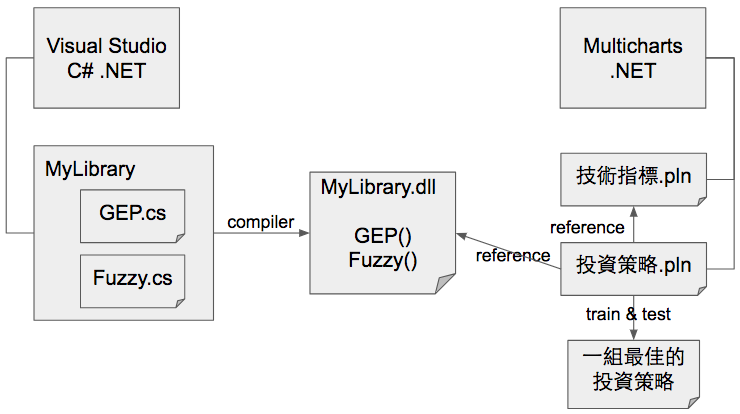 Visual Studio
C# .NET
MyLibrary
GEP.cs
Fuzzy.cs
compiler
MyLibrary.dll
GEP()
Fuzzy()
reference
Multicharts
.NET
技術指標.pln
reference
投資策略.pln
train & test
一組最佳的
投資策略